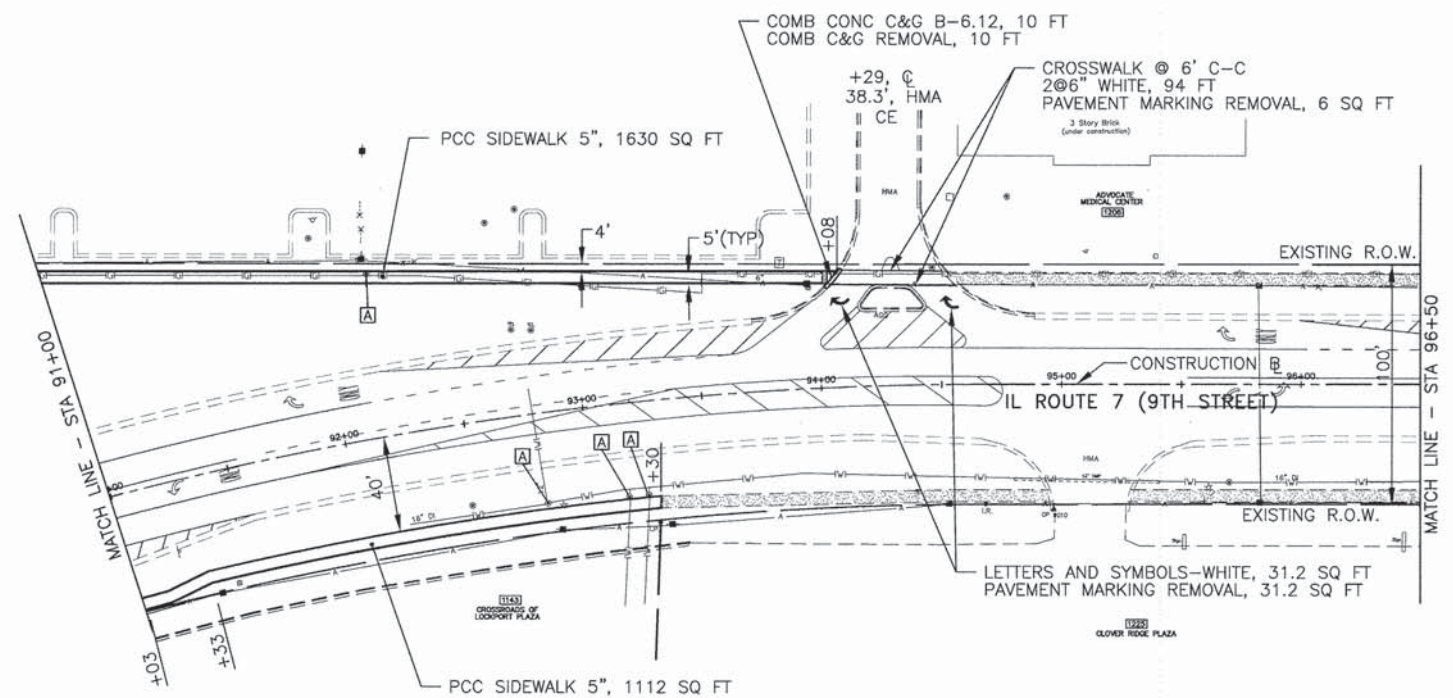 COMB CONC C&G B-6.12, 10 FT
COMB C&G REMOVAL, 10 FT
+29, ℄
38.3', HMA
CE
CROSSWALK @ 6' C-C
2@6" WHITE, 94 FT
PAVEMENT MARKING REMOVAL, 6 SQ FT
3 Story Brick
(under construction)
PCC SIDEWALK 5", 1630 SQ FT
HMA
ADVOCATE
MEDICAL CENTER
1206
+08
4'
5'(TYP)
EXISTING R.O.W.
A
MATCH LINE - STA 91+00
CONSTRUCTION ℄
94+00
95+00
96+00
93+00
92+00
IL ROUTE 7 (9TH STREET)
100'
MATCH LINE - STA 96+50
A
A
A
+30
40'
HMA
16" DI
16" DI
I.R.
EXISTING R.O.W.
LETTERS AND SYMBOLS-WHITE, 31.2 SQ FT
PAVEMENT MARKING REMOVAL, 31.2 SQ FT
1143
CROSSROADS OF
LOCKPORT PLAZA
1225
CLOVER RIDGE PLAZA
+03
+33
PCC SIDEWALK 5", 1112 SQ FT